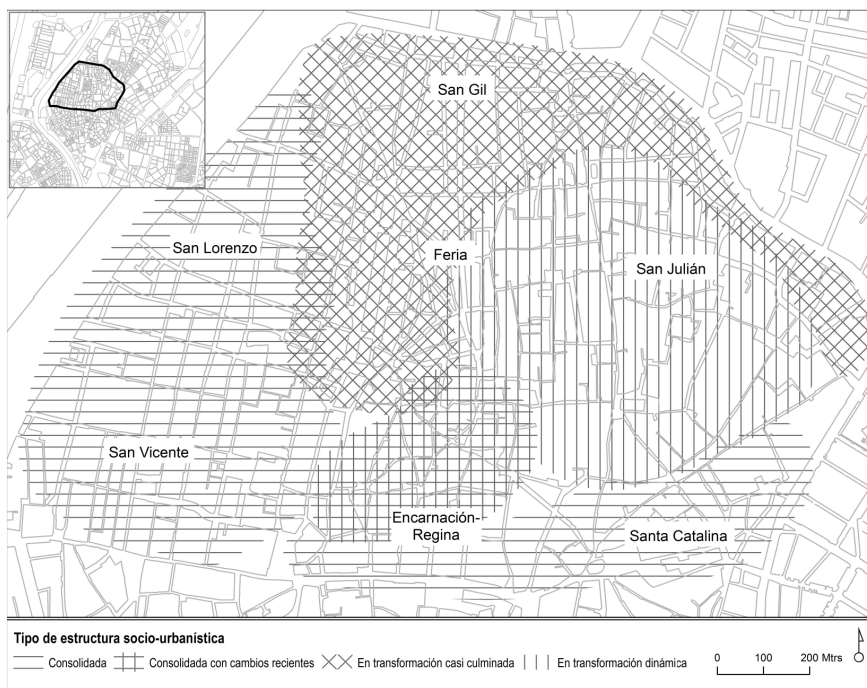 San Gil
San Lorenzo
Feria
San Julián
San Vicente
Encarnación-
Regina
Santa Catalina
Tipo de estructura socio-urbanística
Consolidada
Consolidada con cambios recientes
En transformación casi culminada
En transformación dinámica
0 100 200 Mtrs